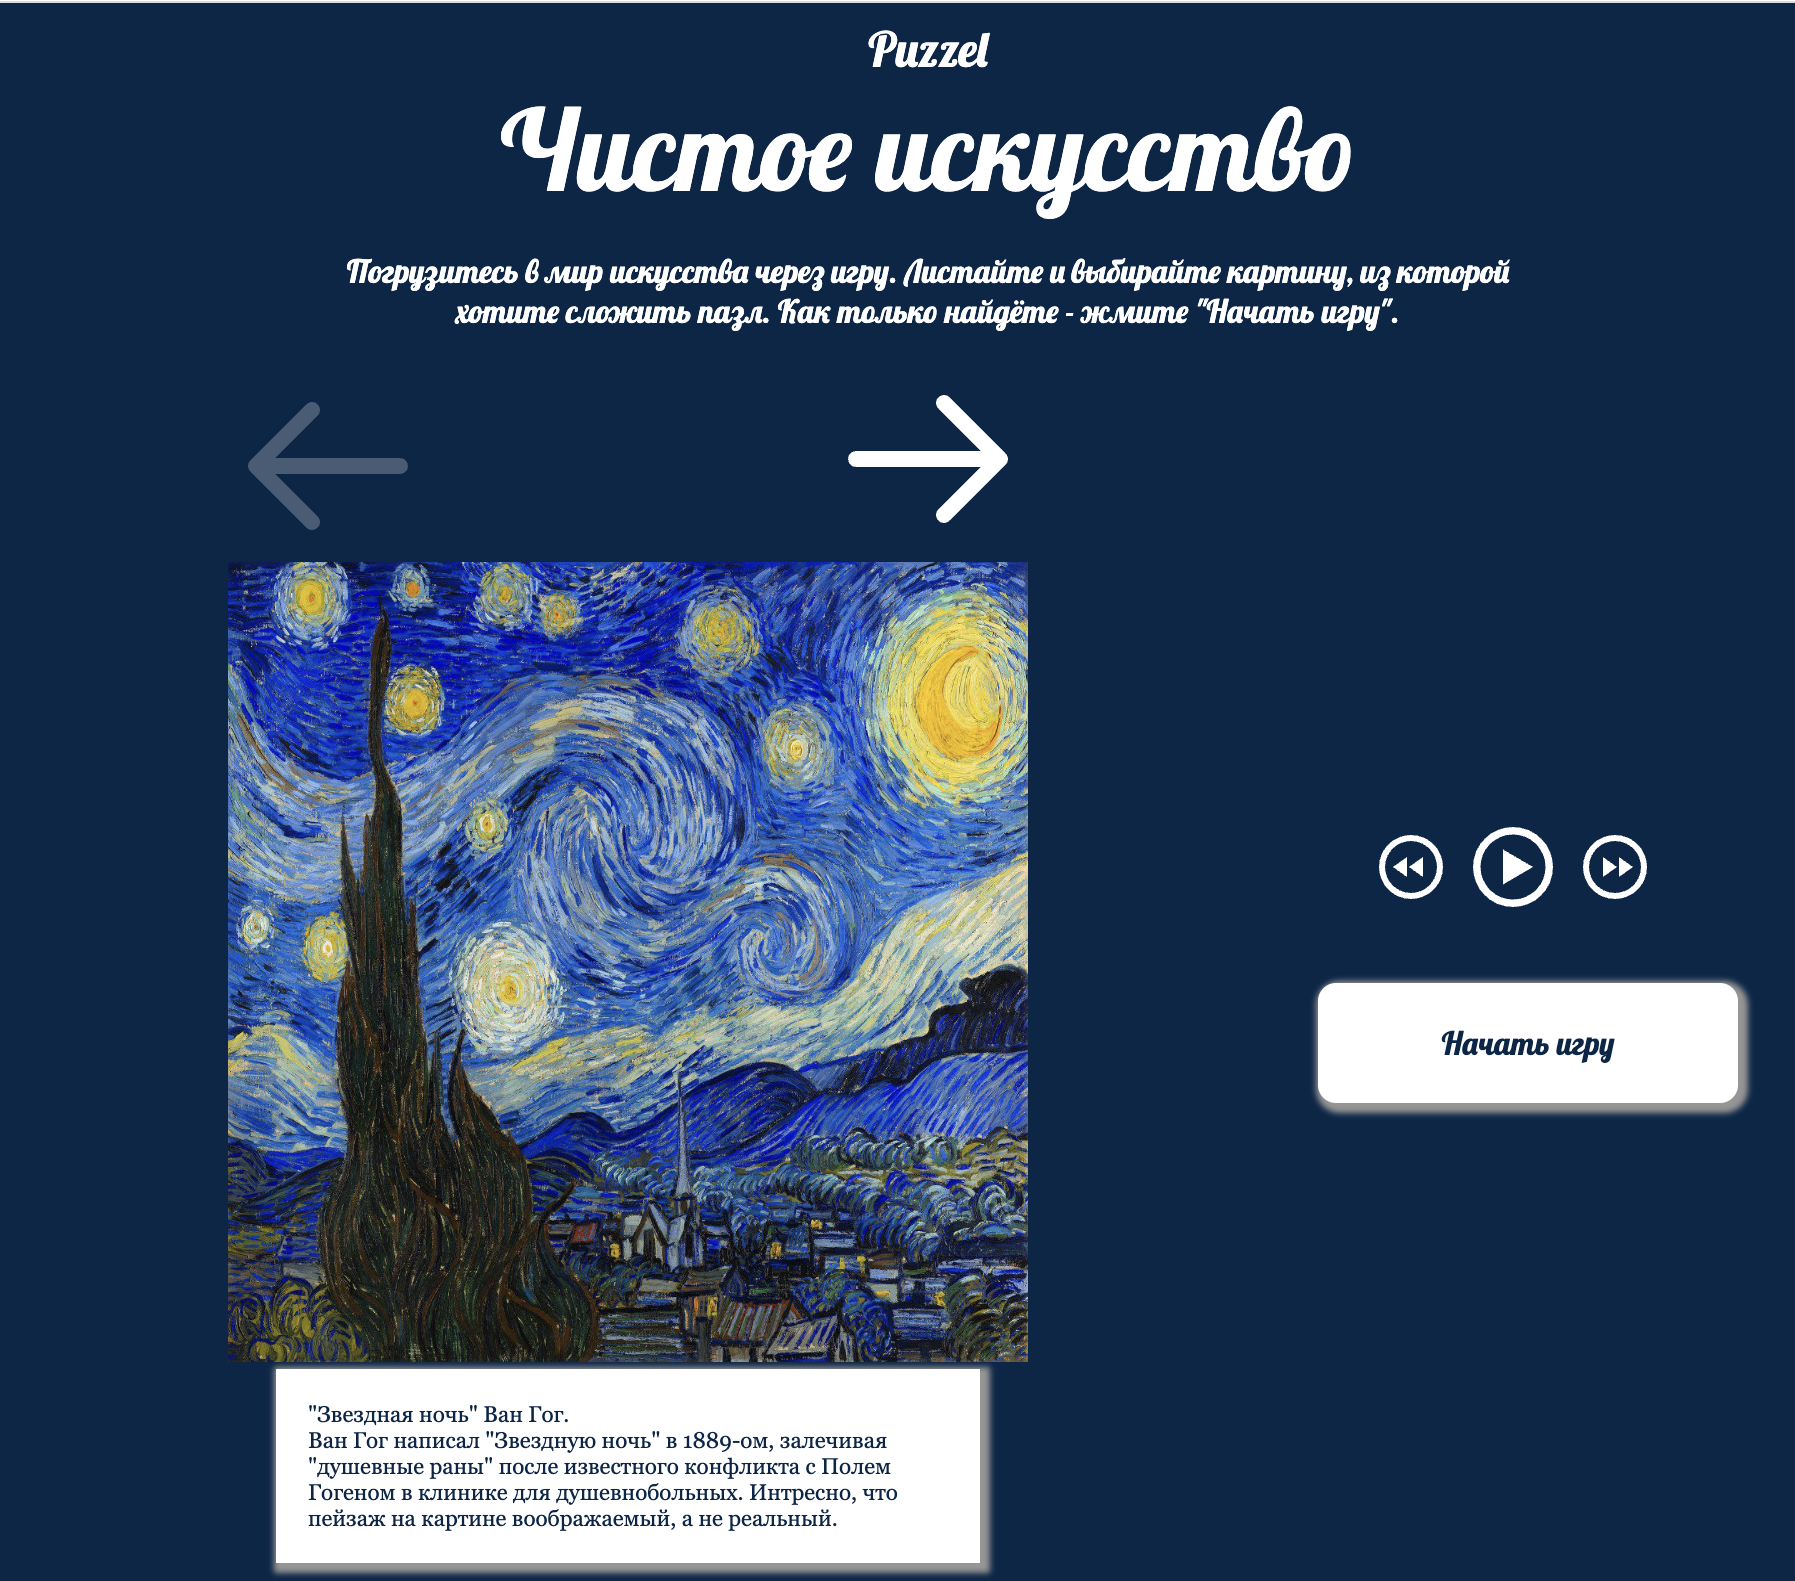 Puzzel
Чистое искусство
Погрузитесь в мир искусства через игру. Листайте и выбирайте картину, из которой
хотите сложить пазл. Как только найдёте - жмите "Начать игру".
Начать игру
"Звездная ночь" Ван Гог.
Ван Гог написал "Звездную ночь" в 1889-ом, залечивая
"душевные раны" после известного конфликта с Полем
Гогеном в клинике для душевнобольных. Интресно, что
пейзаж на картине воображаемый, а не реальный.